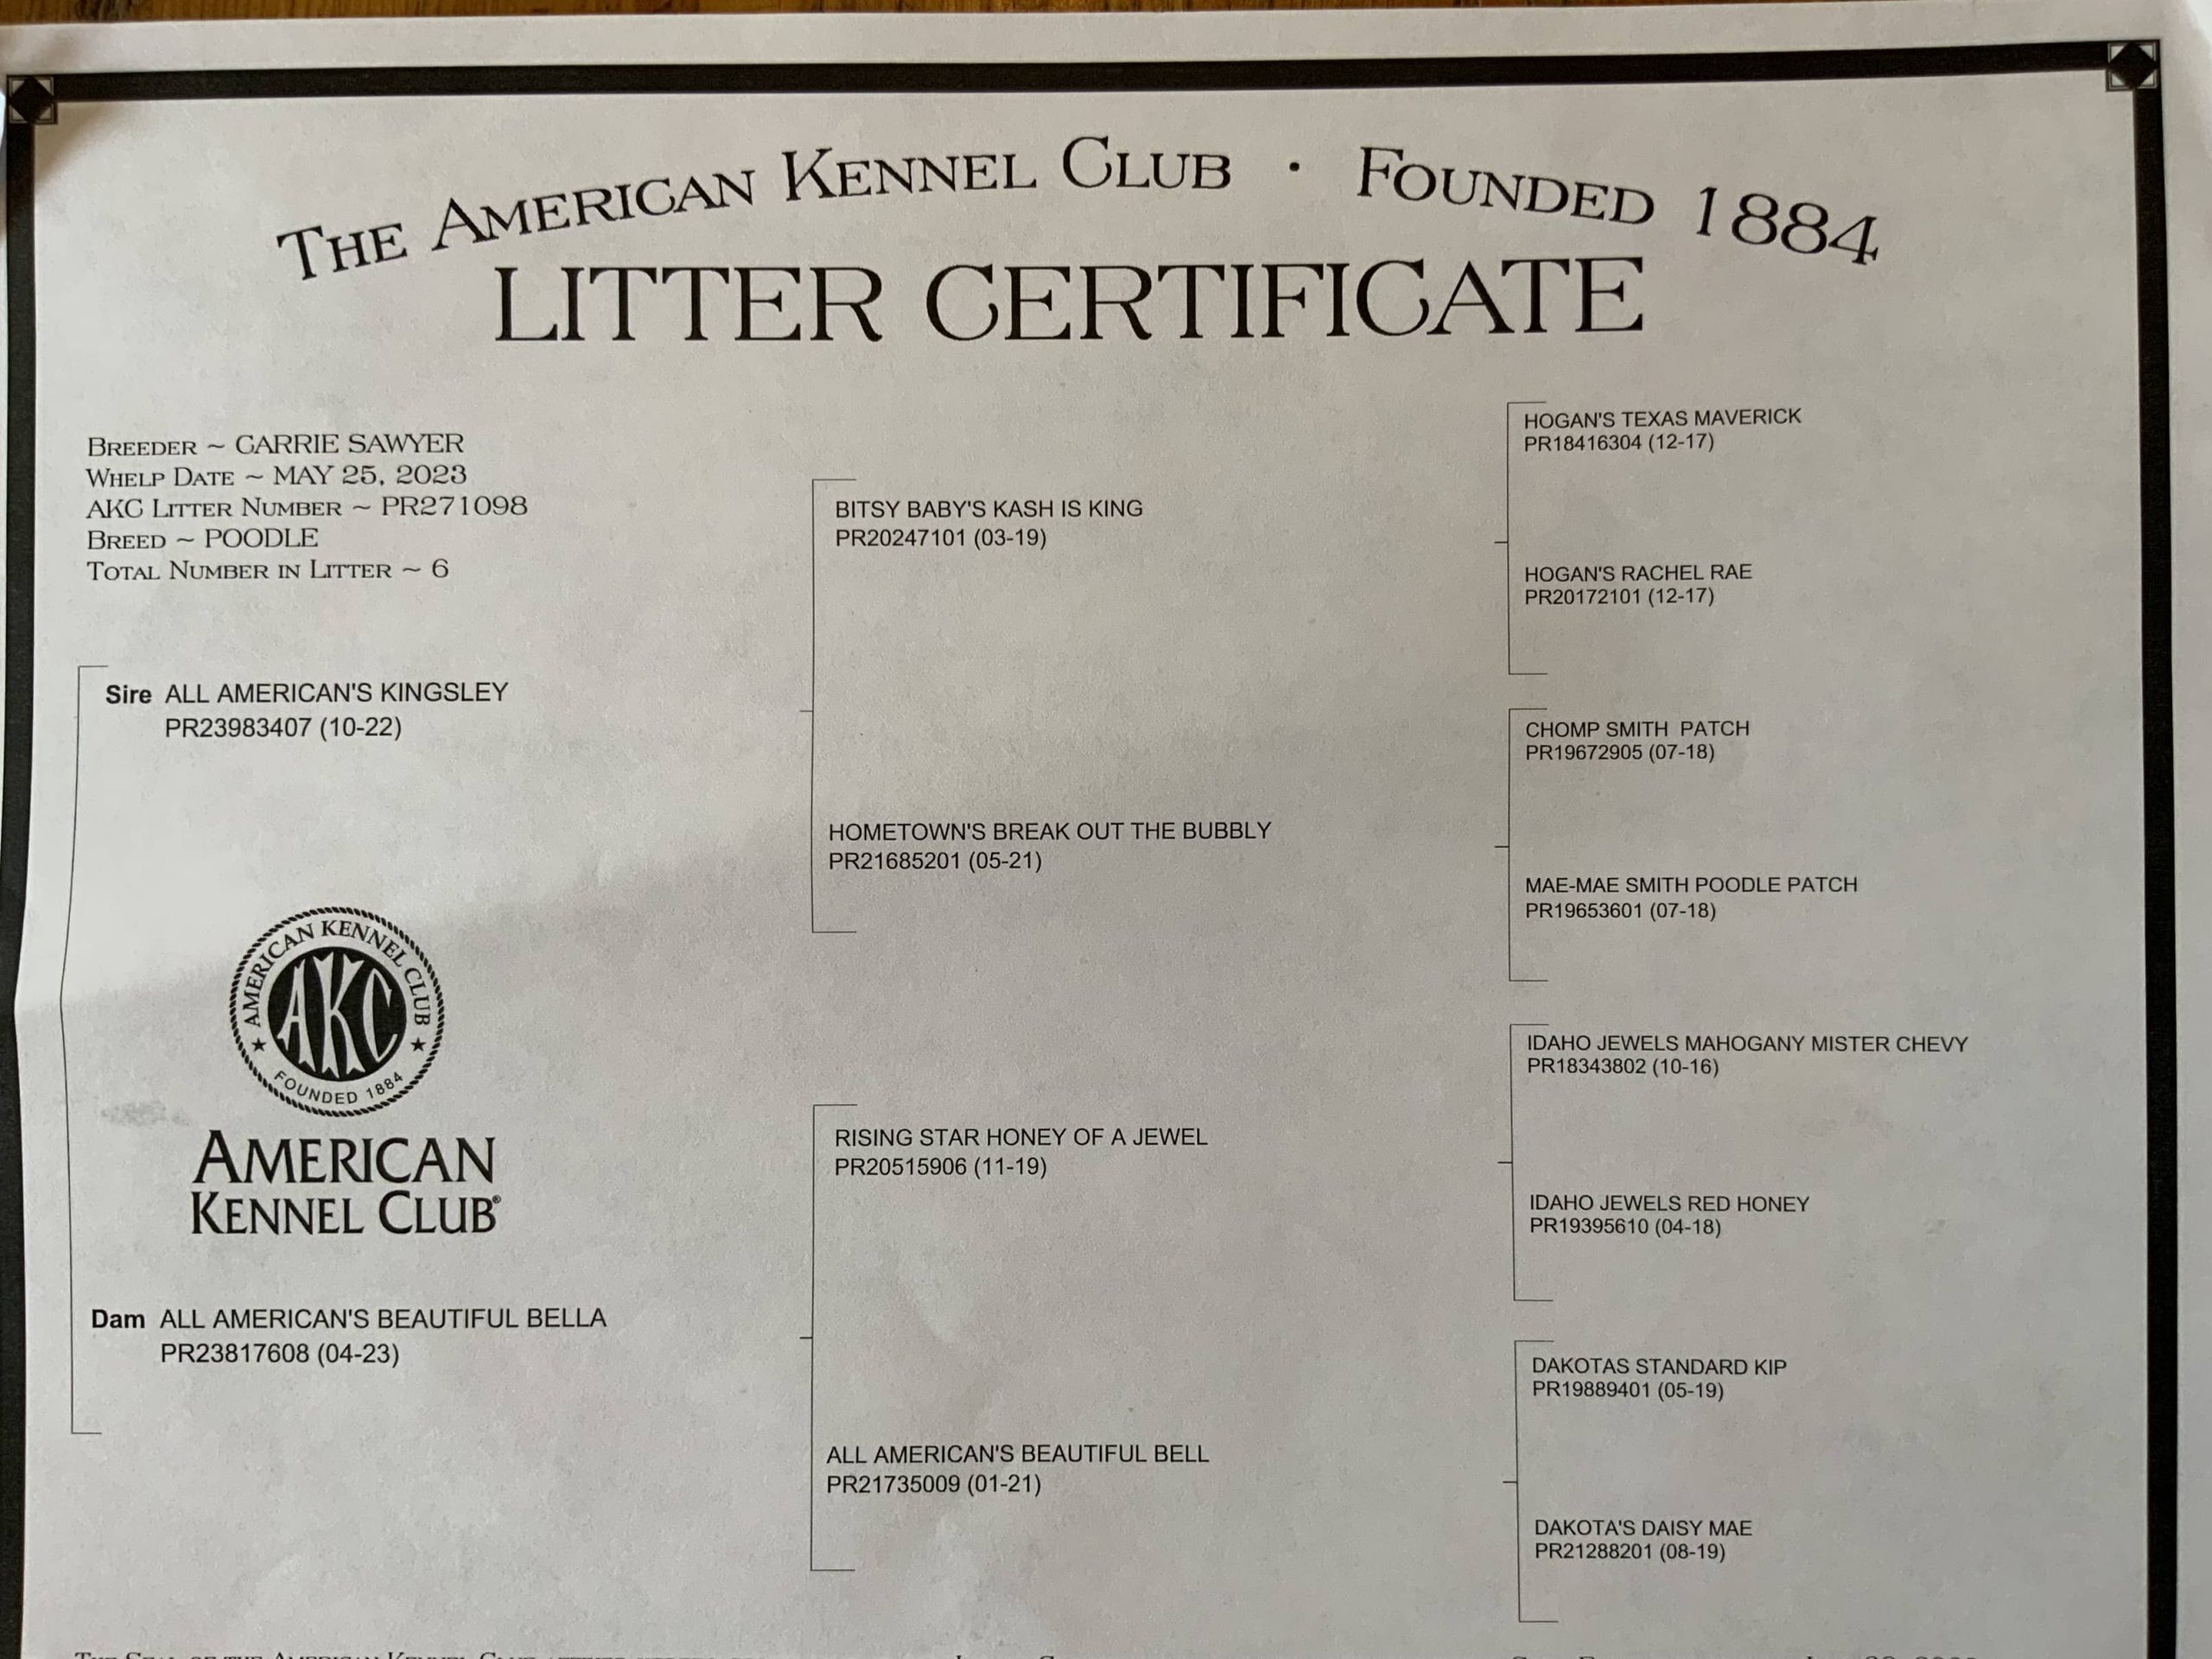 THE AMERICAN KENNEL CLUB · FOUNDED 1884
LITTER CERTIFICATE
BREEDER ~ CARRIE SAWYER
WHELP DATE ~ MAY 25, 2023
AKC LITTER NUMBER ~ PR271098
BREED ~ POODLE
TOTAL NUMBER IN LITTER ~ 6
Sire ALL AMERICAN'S KINGSLEY
PR23983407 (10-22)
AMERICAN KENNEL CLUB
AKC
FOUNDED 1884
AMERICAN
KENNEL CLUB®
Dam ALL AMERICAN'S BEAUTIFUL BELLA
PR23817608 (04-23)
BITSY BABY'S KASH IS KING
PR20247101 (03-19)
HOMETOWN'S BREAK OUT THE BUBBLY
PR21685201 (05-21)
RISING STAR HONEY OF A JEWEL
PR20515906 (11-19)
ALL AMERICAN'S BEAUTIFUL BELL
PR21735009 (01-21)
HOGAN'S TEXAS MAVERICK
PR18416304 (12-17)
HOGAN'S RACHEL RAE
PR20172101 (12-17)
CHOMP SMITH PATCH
PR19672905 (07-18)
MAE-MAE SMITH POODLE PATCH
PR19653601 (07-18)
IDAHO JEWELS MAHOGANY MISTER CHEVY
PR18343802 (10-16)
IDAHO JEWELS RED HONEY
PR19395610 (04-18)
DAKOTAS STANDARD KIP
PR19889401 (05-19)
DAKOTA'S DAISY MAE
PR21288201 (08-19)
THE SEAL OF THE AMERICAN KENNEL CLUB